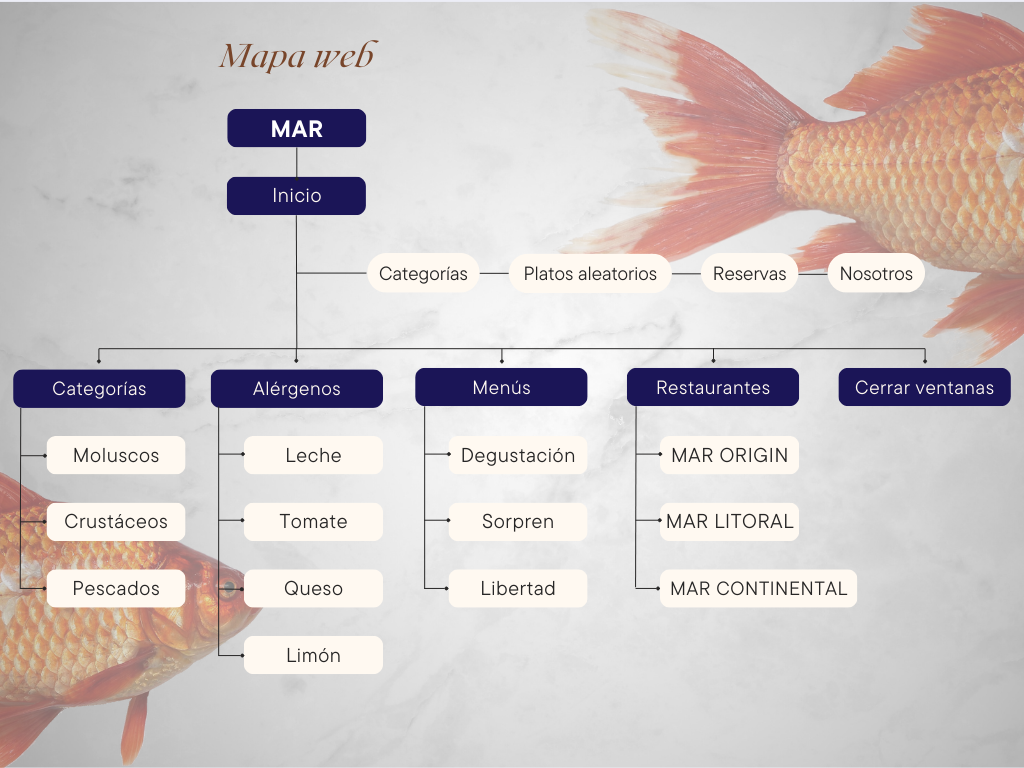 Mapa web
MAR
Inicio
Categorías
Platos aleatorios
Reservas
Nosotros
Categorías
Alérgenos
Menús
Restaurantes
Cerrar ventanas
Moluscos
Leche
Degustación
MAR ORIGIN
Crustáceos
Tomate
Sorpren
MAR LITORAL
Pescados
Queso
Libertad
MAR CONTINENTAL
Limón